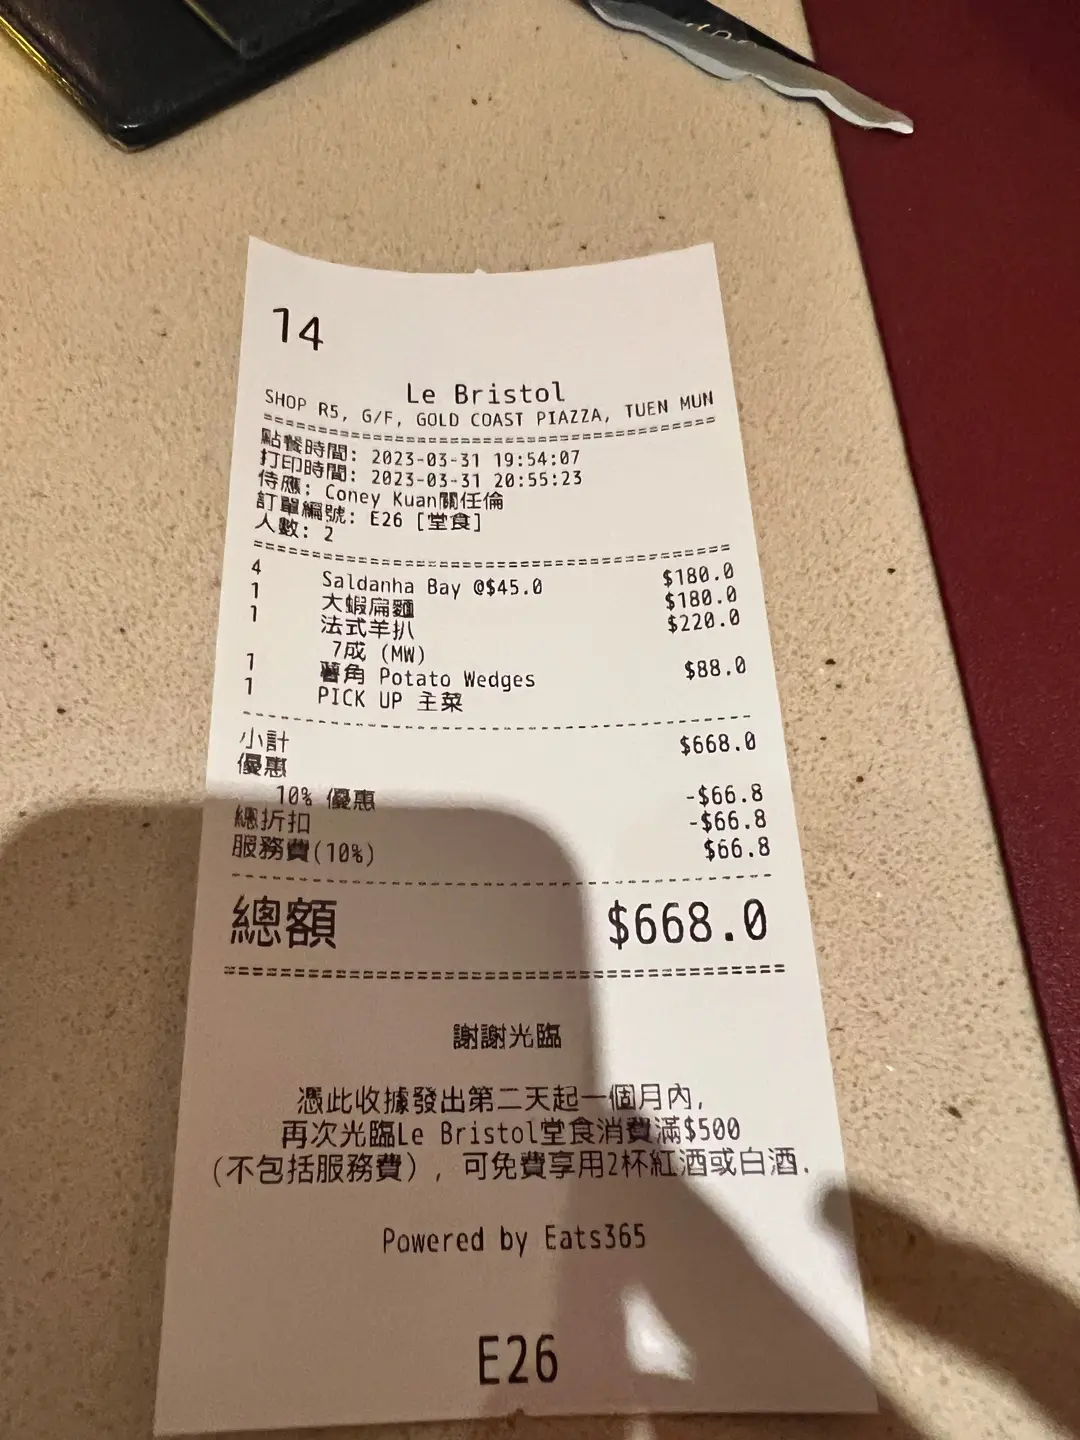 14
Le Bristol
SHOP R5, G/F, GOLD COAST PIAZZA, TUEN MUN
點餐時間: 2023-03-31 19:54:07
打印時間: 2023-03-31 20:55:23
侍應: Coney Kuan關任倫
訂單編號: E26 [堂食]
人數: 2
4 Saldanha Bay @$45.0 $180.0
1 大蝦扁麵 $180.0
1 法式羊扒 $220.0
7成 (MW)
1 薯角 Potato Wedges $88.0
1 PICK UP 主菜
小計 $668.0
優惠
10% 優惠 -$66.8
總折扣 -$66.8
服務費(10%) $66.8
總額 $668.0
謝謝光臨
憑此收據發出第二天起一個月內,
再次光臨Le Bristol堂食消費滿$500
(不包括服務費), 可免費享用2杯紅酒或白酒.
Powered by Eats365
E26